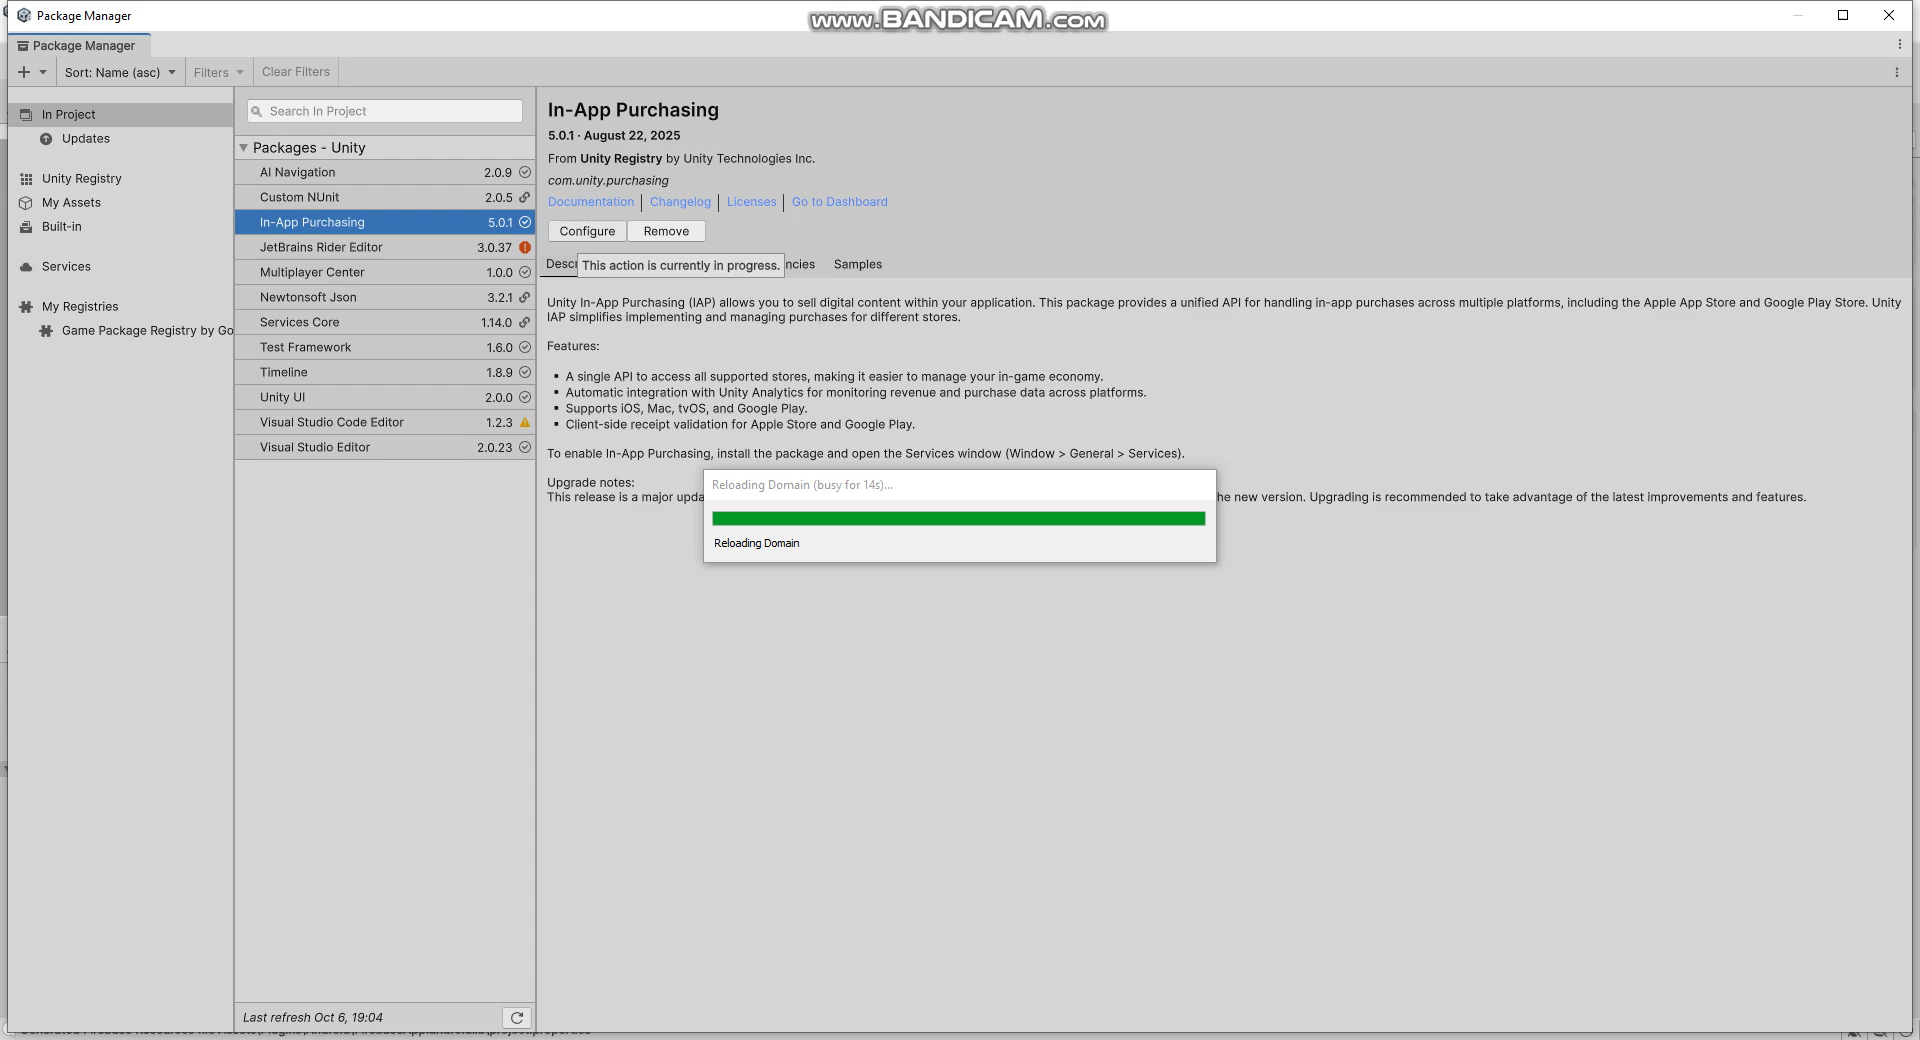 Package Manager
www.BANDICAM.com
Package Manager
Sort: Name (asc)
Filters
Clear Filters
In Project
Updates
Unity Registry
My Assets
Built-in
Services
My Registries
Game Package Registry by Go
Search In Project
Packages - Unity
AI Navigation 2.0.9
Custom NUnit 2.0.5
In-App Purchasing 5.0.1
JetBrains Rider Editor 3.0.37
Multiplayer Center 1.0.0
Newtonsoft Json 3.2.1
Services Core 1.14.0
Test Framework 1.6.0
Timeline 1.8.9
Unity UI 2.0.0
Visual Studio Code Editor 1.2.3
Visual Studio Editor 2.0.23
Last refresh Oct 6, 19:04
In-App Purchasing
5.0.1 · August 22, 2025
From Unity Registry by Unity Technologies Inc.
com.unity.purchasing
Documentation Changelog Licenses Go to Dashboard
Configure Remove
Descr This action is currently in progress. ncies Samples
Unity In-App Purchasing (IAP) allows you to sell digital content within your application. This package provides a unified API for handling in-app purchases across multiple platforms, including the Apple App Store and Google Play Store. Unity
IAP simplifies implementing and managing purchases for different stores.
Features:
▪ A single API to access all supported stores, making it easier to manage your in-game economy.
▪ Automatic integration with Unity Analytics for monitoring revenue and purchase data across platforms.
▪ Supports iOS, Mac, tvOS, and Google Play.
▪ Client-side receipt validation for Apple Store and Google Play.
To enable In-App Purchasing, install the package and open the Services window (Window > General > Services).
Upgrade notes:
This release is a major upda he new version. Upgrading is recommended to take advantage of the latest improvements and features.
Reloading Domain (busy for 14s)...
Reloading Domain